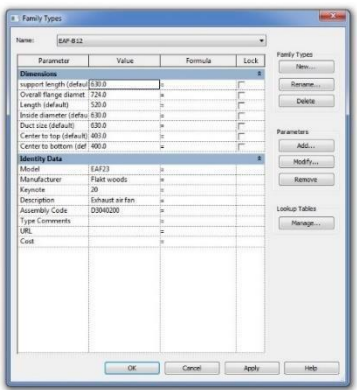 Family Types
Name: EAF-B12
Parameter Value Formula Lock
Dimensions
support length (defaul 630.0 =
Overall flange diamet 724.0 =
Length (default) 520.0 =
Inside diameter (defau 630.0 =
Duct size (default) 630.0 =
Center to top (default) 403.0 =
Center to bottom (def 400.0 =
Identity Data
Model EAF23 =
Manufacturer Flakt woods =
Keynote 20 =
Description Exhaust air fan =
Assembly Code D3040200 =
Type Comments =
URL =
Cost =
Family Types
New...
Rename...
Delete
Parameters
Add...
Modify...
Remove
Lookup Tables
Manage...
OK Cancel Apply Help